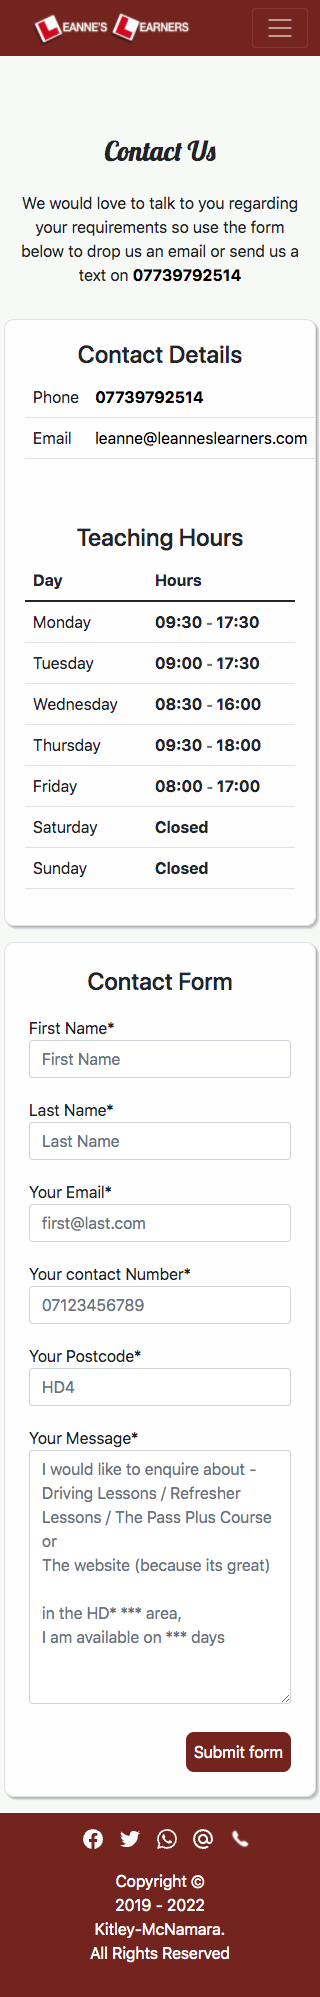 LEANNE'S LEARNERS
Contact Us
We would love to talk to you regarding
your requirements so use the form
below to drop us an email or send us a
text on 07739792514
Contact Details
Phone 07739792514
Email leanne@leanneslearners.com
Teaching Hours
Day Hours
Monday 09:30 - 17:30
Tuesday 09:00 - 17:30
Wednesday 08:30 - 16:00
Thursday 09:30 - 18:00
Friday 08:00 - 17:00
Saturday Closed
Sunday Closed
Contact Form
First Name*
First Name
Last Name*
Last Name
Your Email*
first@last.com
Your contact Number*
07123456789
Your Postcode*
HD4
Your Message*
I would like to enquire about -
Driving Lessons / Refresher
Lessons / The Pass Plus Course
or
The website (because its great)
in the HD* *** area,
I am available on *** days
Submit form
Copyright ©
2019 - 2022
Kitley-McNamara.
All Rights Reserved